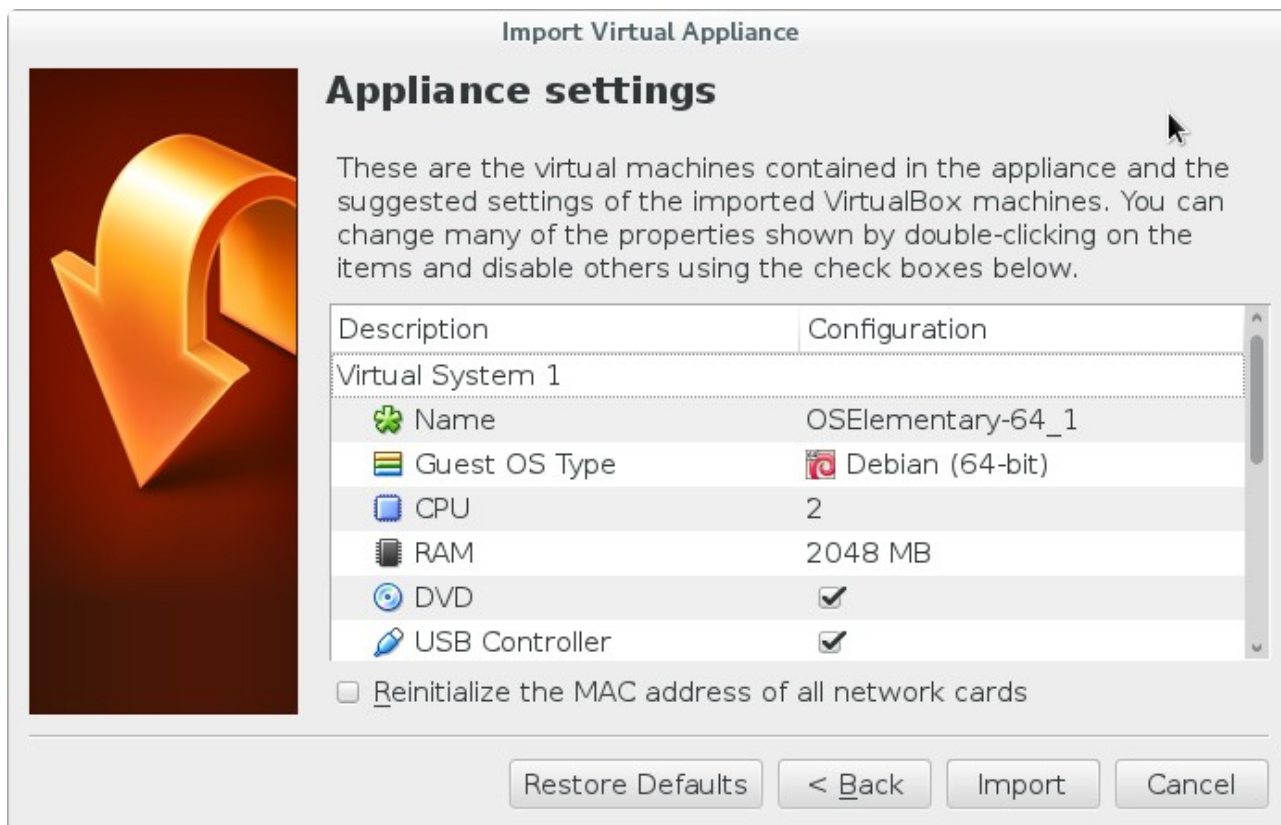 Import Virtual Appliance
Appliance settings
These are the virtual machines contained in the appliance and the
suggested settings of the imported VirtualBox machines. You can
change many of the properties shown by double-clicking on the
items and disable others using the check boxes below.
Description Configuration
Virtual System 1
Name OSElementary-64_1
Guest OS Type Debian (64-bit)
CPU 2
RAM 2048 MB
DVD
USB Controller
Reinitialize the MAC address of all network cards
Restore Defaults < Back Import Cancel